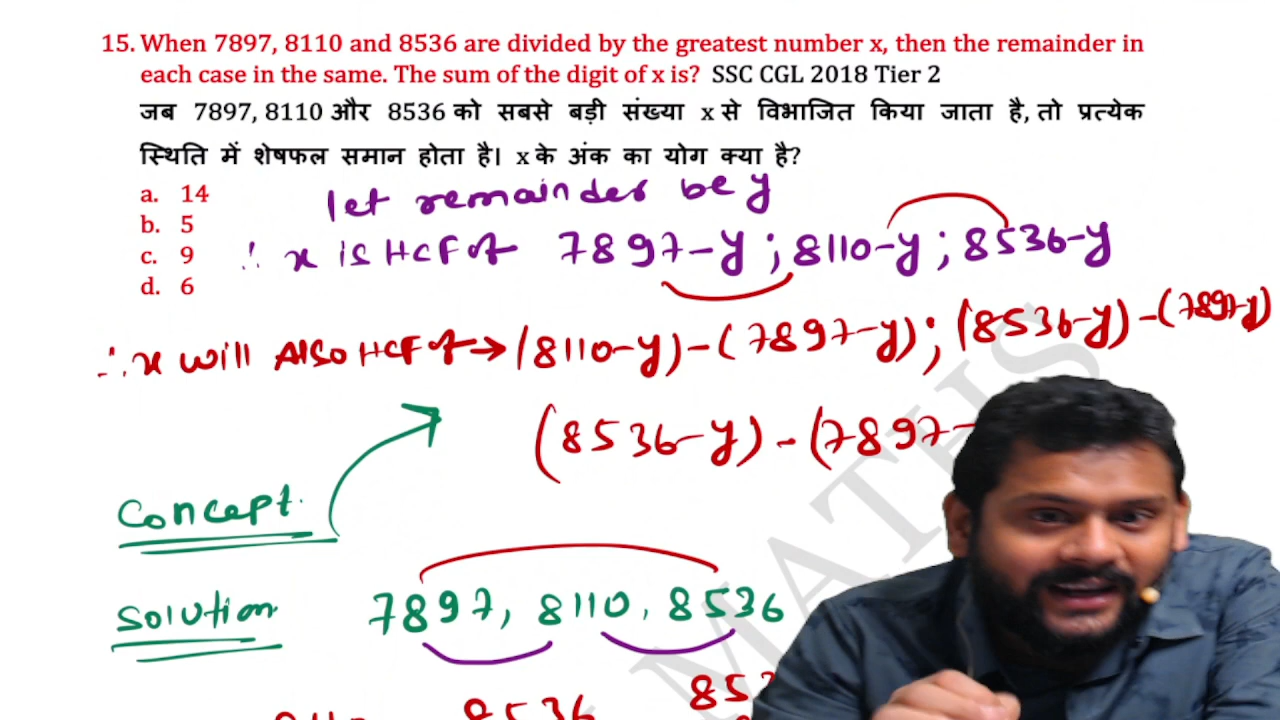 15. When 7897, 8110 and 8536 are divided by the greatest number x, then the remainder in
each case in the same. The sum of the digit of x is? SSC CGL 2018 Tier 2
जब 7897, 8110 और 8536 को सबसे बड़ी संख्या x से विभाजित किया जाता है, तो प्रत्येक
स्थिति में शेषफल समान होता है। x के अंक का योग क्या है?
a. 14
b. 5
c. 9
d. 6
let remainder be y
∴ x is HCF of 7897-y ; 8110-y ; 8536-y
∴ x will Also HCF of → (8110-y)-(7897-y); (8536-y)-(7897-y)
(8536-y)-(7897-
Concept.
Solution 7897, 8110, 8536
8536
MATHS